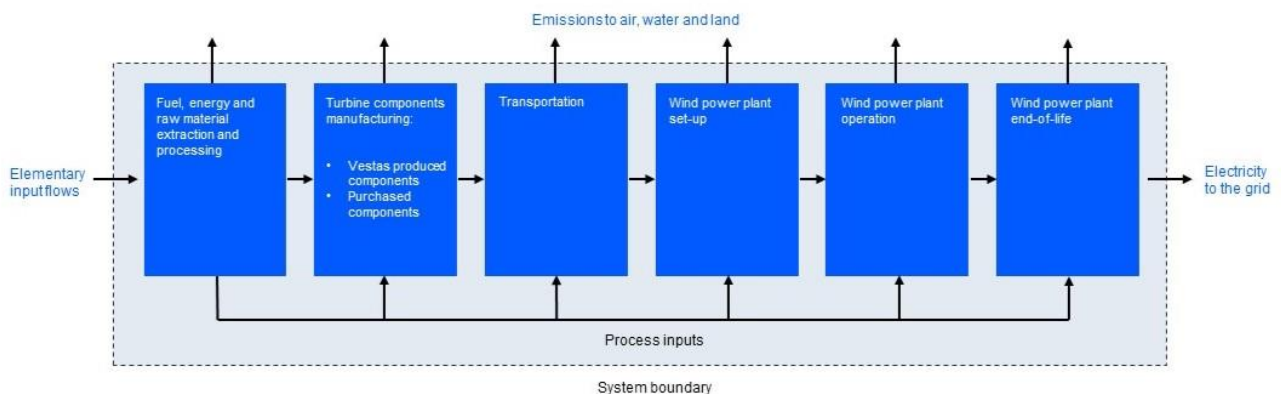 Emissions to air, water and land
Fuel, energy and
raw material
extraction and
processing
Turbine components
manufacturing:
• Vestas produced
components
• Purchased
components
Transportation
Wind power plant
set-up
Wind power plant
operation
Wind power plant
end-of-life
Elementary
input flows
Electricity
to the grid
Process inputs
System boundary